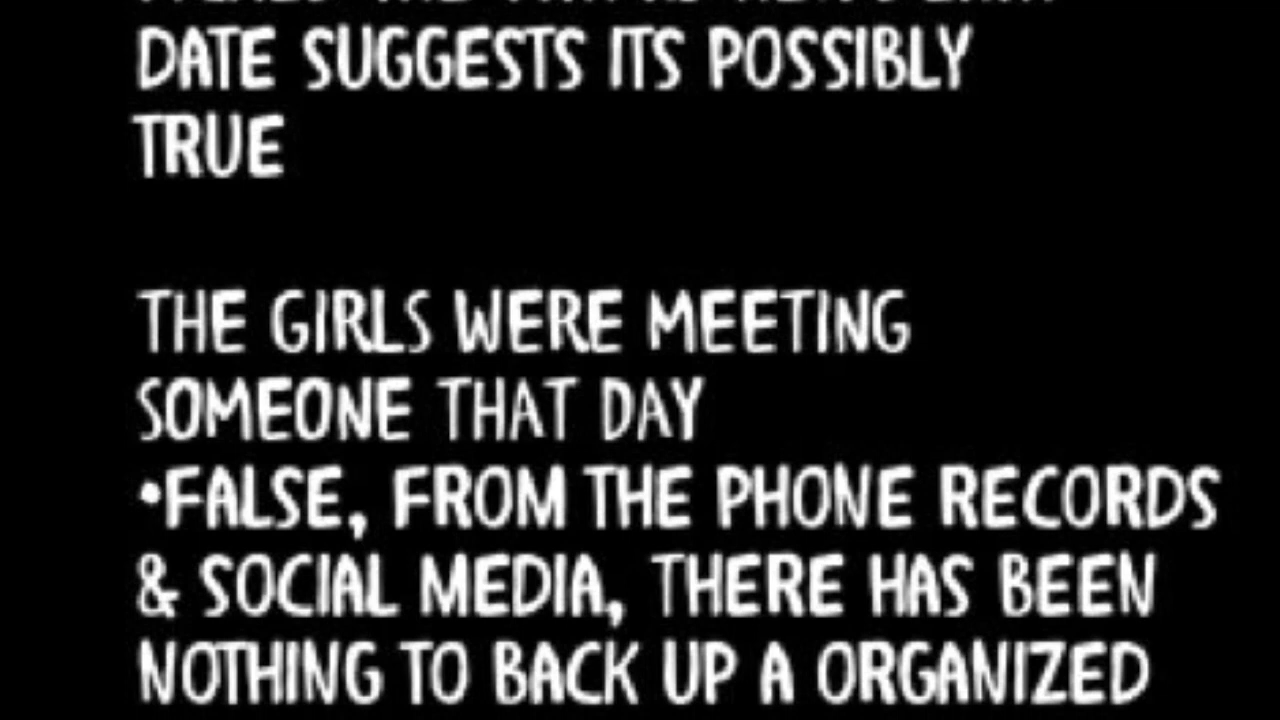 DATE SUGGESTS ITS POSSIBLY
TRUE
THE GIRLS WERE MEETING
SOMEONE THAT DAY
•FALSE, FROM THE PHONE RECORDS
& SOCIAL MEDIA, THERE HAS BEEN
NOTHING TO BACK UP A ORGANIZED